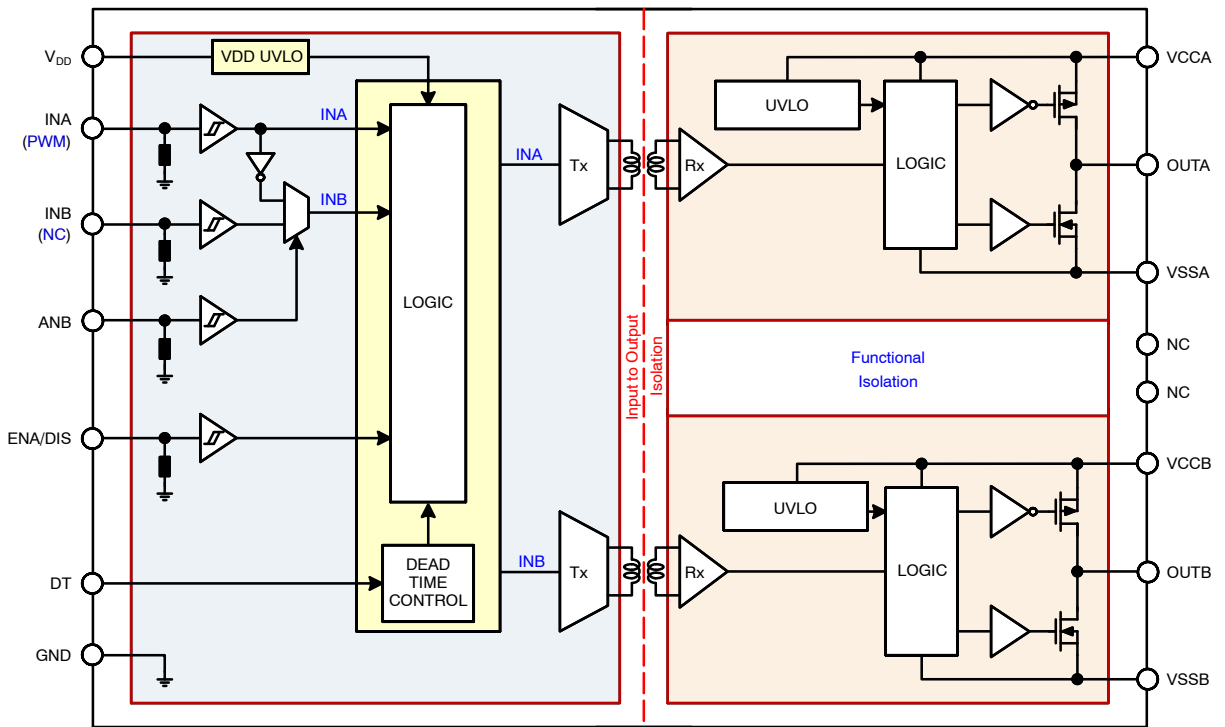 VDD
VDD UVLO
INA
(PWM)
INB
(NC)
ANB
ENA/DIS
DT
GND
INA
INB
LOGIC
DEAD
TIME
CONTROL
INA
INB
Tx
Tx
Input to Output
Isolation
Rx
UVLO
LOGIC
Functional
Isolation
Rx
UVLO
LOGIC
VCCA
OUTA
VSSA
NC
NC
VCCB
OUTB
VSSB